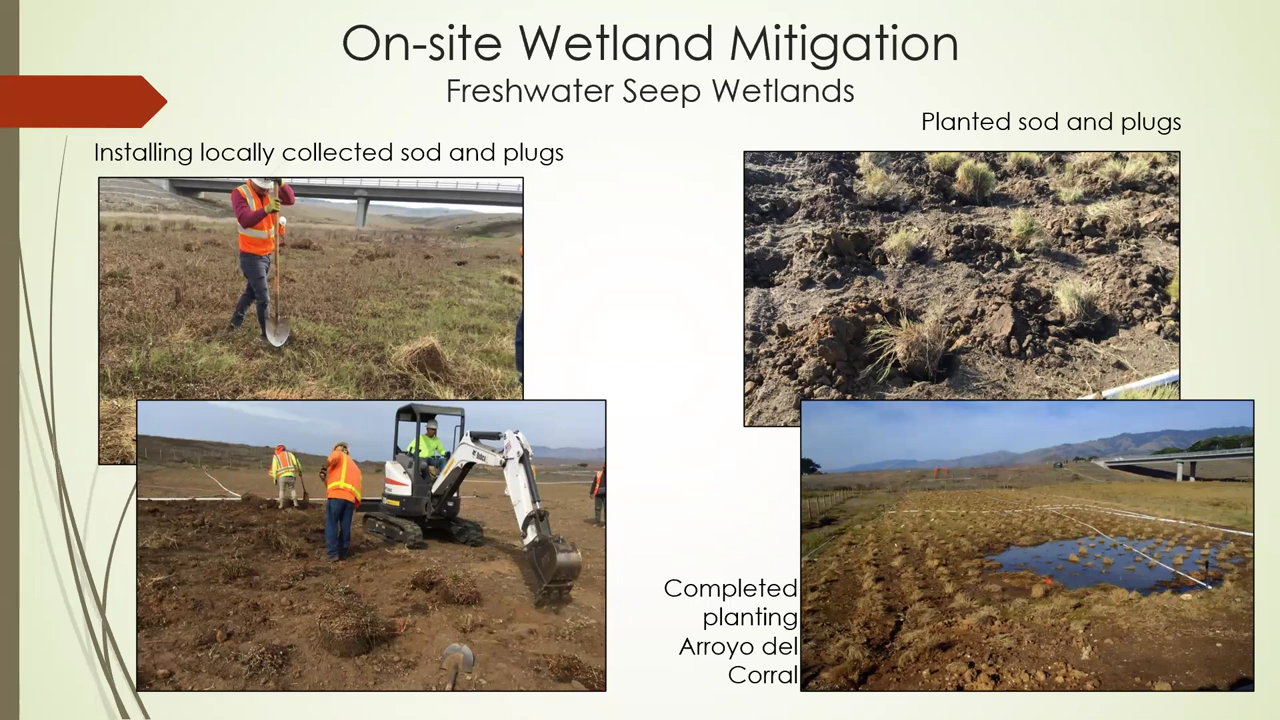 On-site Wetland Mitigation
Freshwater Seep Wetlands
Planted sod and plugs
Installing locally collected sod and plugs
Completed
planting
Arroyo del
Corral